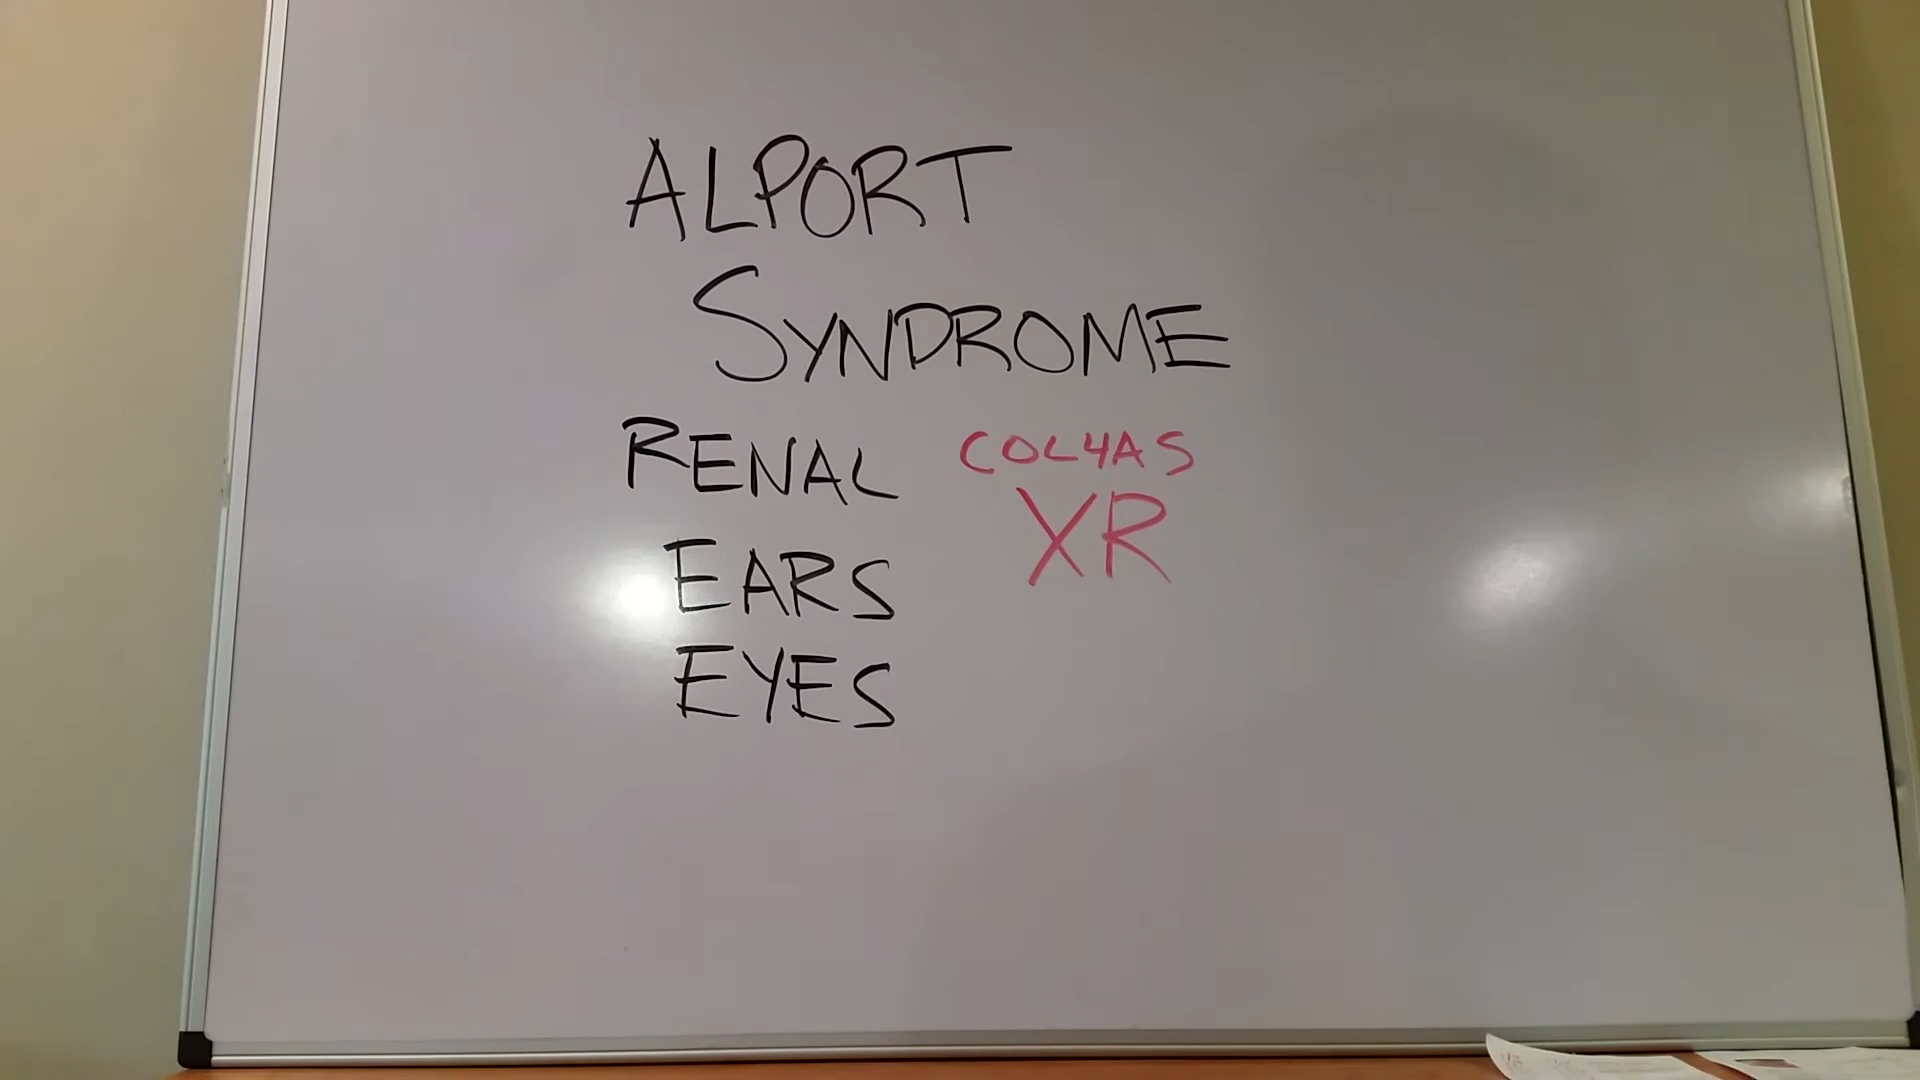 ALPORT
SYNDROME
RENAL COL4A5
XR
EARS
EYES